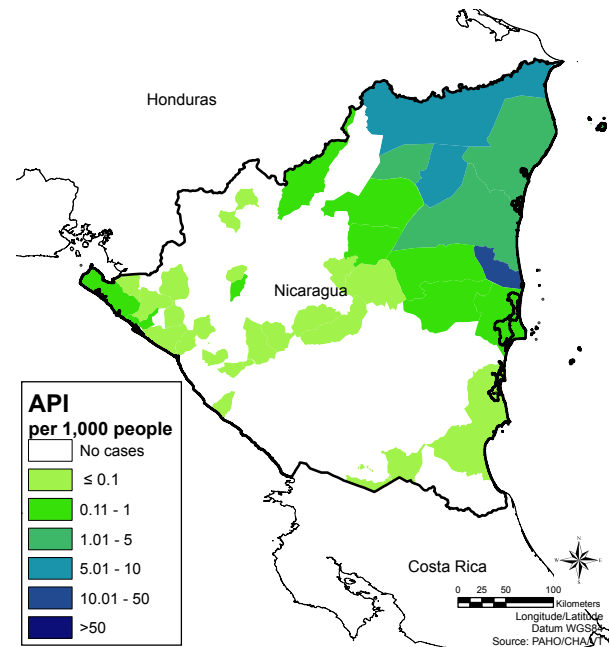 Honduras
Nicaragua
API
per 1,000 people
No cases
≤ 0.1
0.11 - 1
1.01 - 5
5.01 - 10
10.01 - 50
>50
Costa Rica
N
W E
S
0 25 50 100
Kilometers
Longitude/Latitude
Datum WGS84
Source: PAHO/CHA/VT